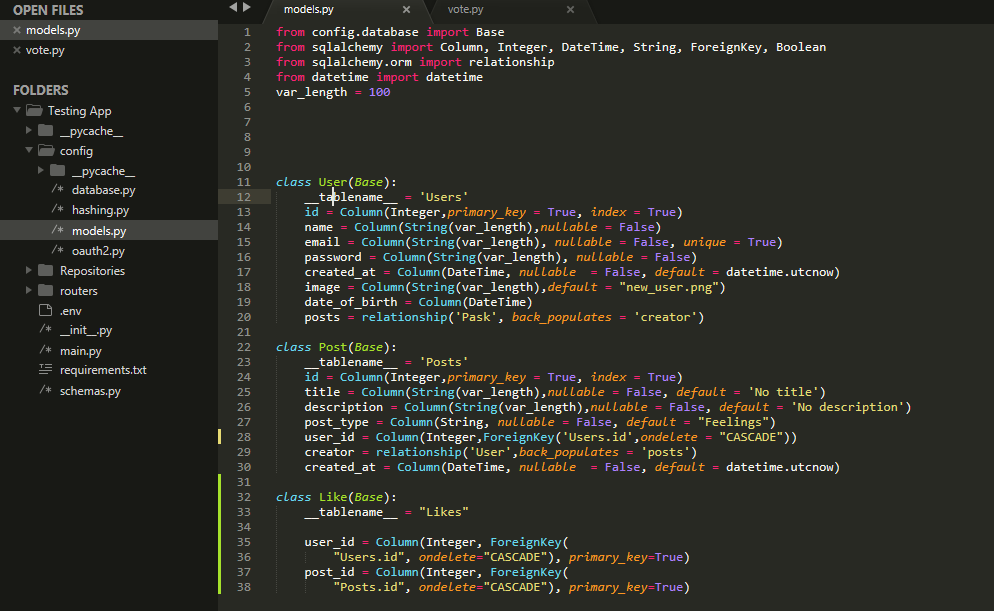 OPEN FILES
models.py
vote.py
FOLDERS
Testing App
__pycache__
config
__pycache__
/* database.py
/* hashing.py
/* models.py
/* oauth2.py
Repositories
routers
.env
/* __init__.py
/* main.py
requirements.txt
/* schemas.py
models.py
vote.py
1 from config.database import Base
2 from sqlalchemy import Column, Integer, DateTime, String, ForeignKey, Boolean
3 from sqlalchemy.orm import relationship
4 from datetime import datetime
5 var_length = 100
6
7
8
9
10
11 class User(Base):
12     __tablename__ = 'Users'
13     id = Column(Integer,primary_key = True, index = True)
14     name = Column(String(var_length),nullable = False)
15     email = Column(String(var_length), nullable = False, unique = True)
16     password = Column(String(var_length), nullable = False)
17     created_at = Column(DateTime, nullable  = False, default = datetime.utcnow)
18     image = Column(String(var_length),default = "new_user.png")
19     date_of_birth = Column(DateTime)
20     posts = relationship('Pask', back_populates = 'creator')
21
22 class Post(Base):
23     __tablename__ = 'Posts'
24     id = Column(Integer,primary_key = True, index = True)
25     title = Column(String(var_length),nullable = False, default = 'No title')
26     description = Column(String(var_length),nullable = False, default = 'No description')
27     post_type = Column(String, nullable = False, default = "Feelings")
28     user_id = Column(Integer,ForeignKey('Users.id',ondelete = "CASCADE"))
29     creator = relationship('User',back_populates = 'posts')
30     created_at = Column(DateTime, nullable  = False, default = datetime.utcnow)
31
32 class Like(Base):
33     __tablename__ = "Likes"
34
35     user_id = Column(Integer, ForeignKey(
36         "Users.id", ondelete="CASCADE"), primary_key=True)
37     post_id = Column(Integer, ForeignKey(
38         "Posts.id", ondelete="CASCADE"), primary_key=True)